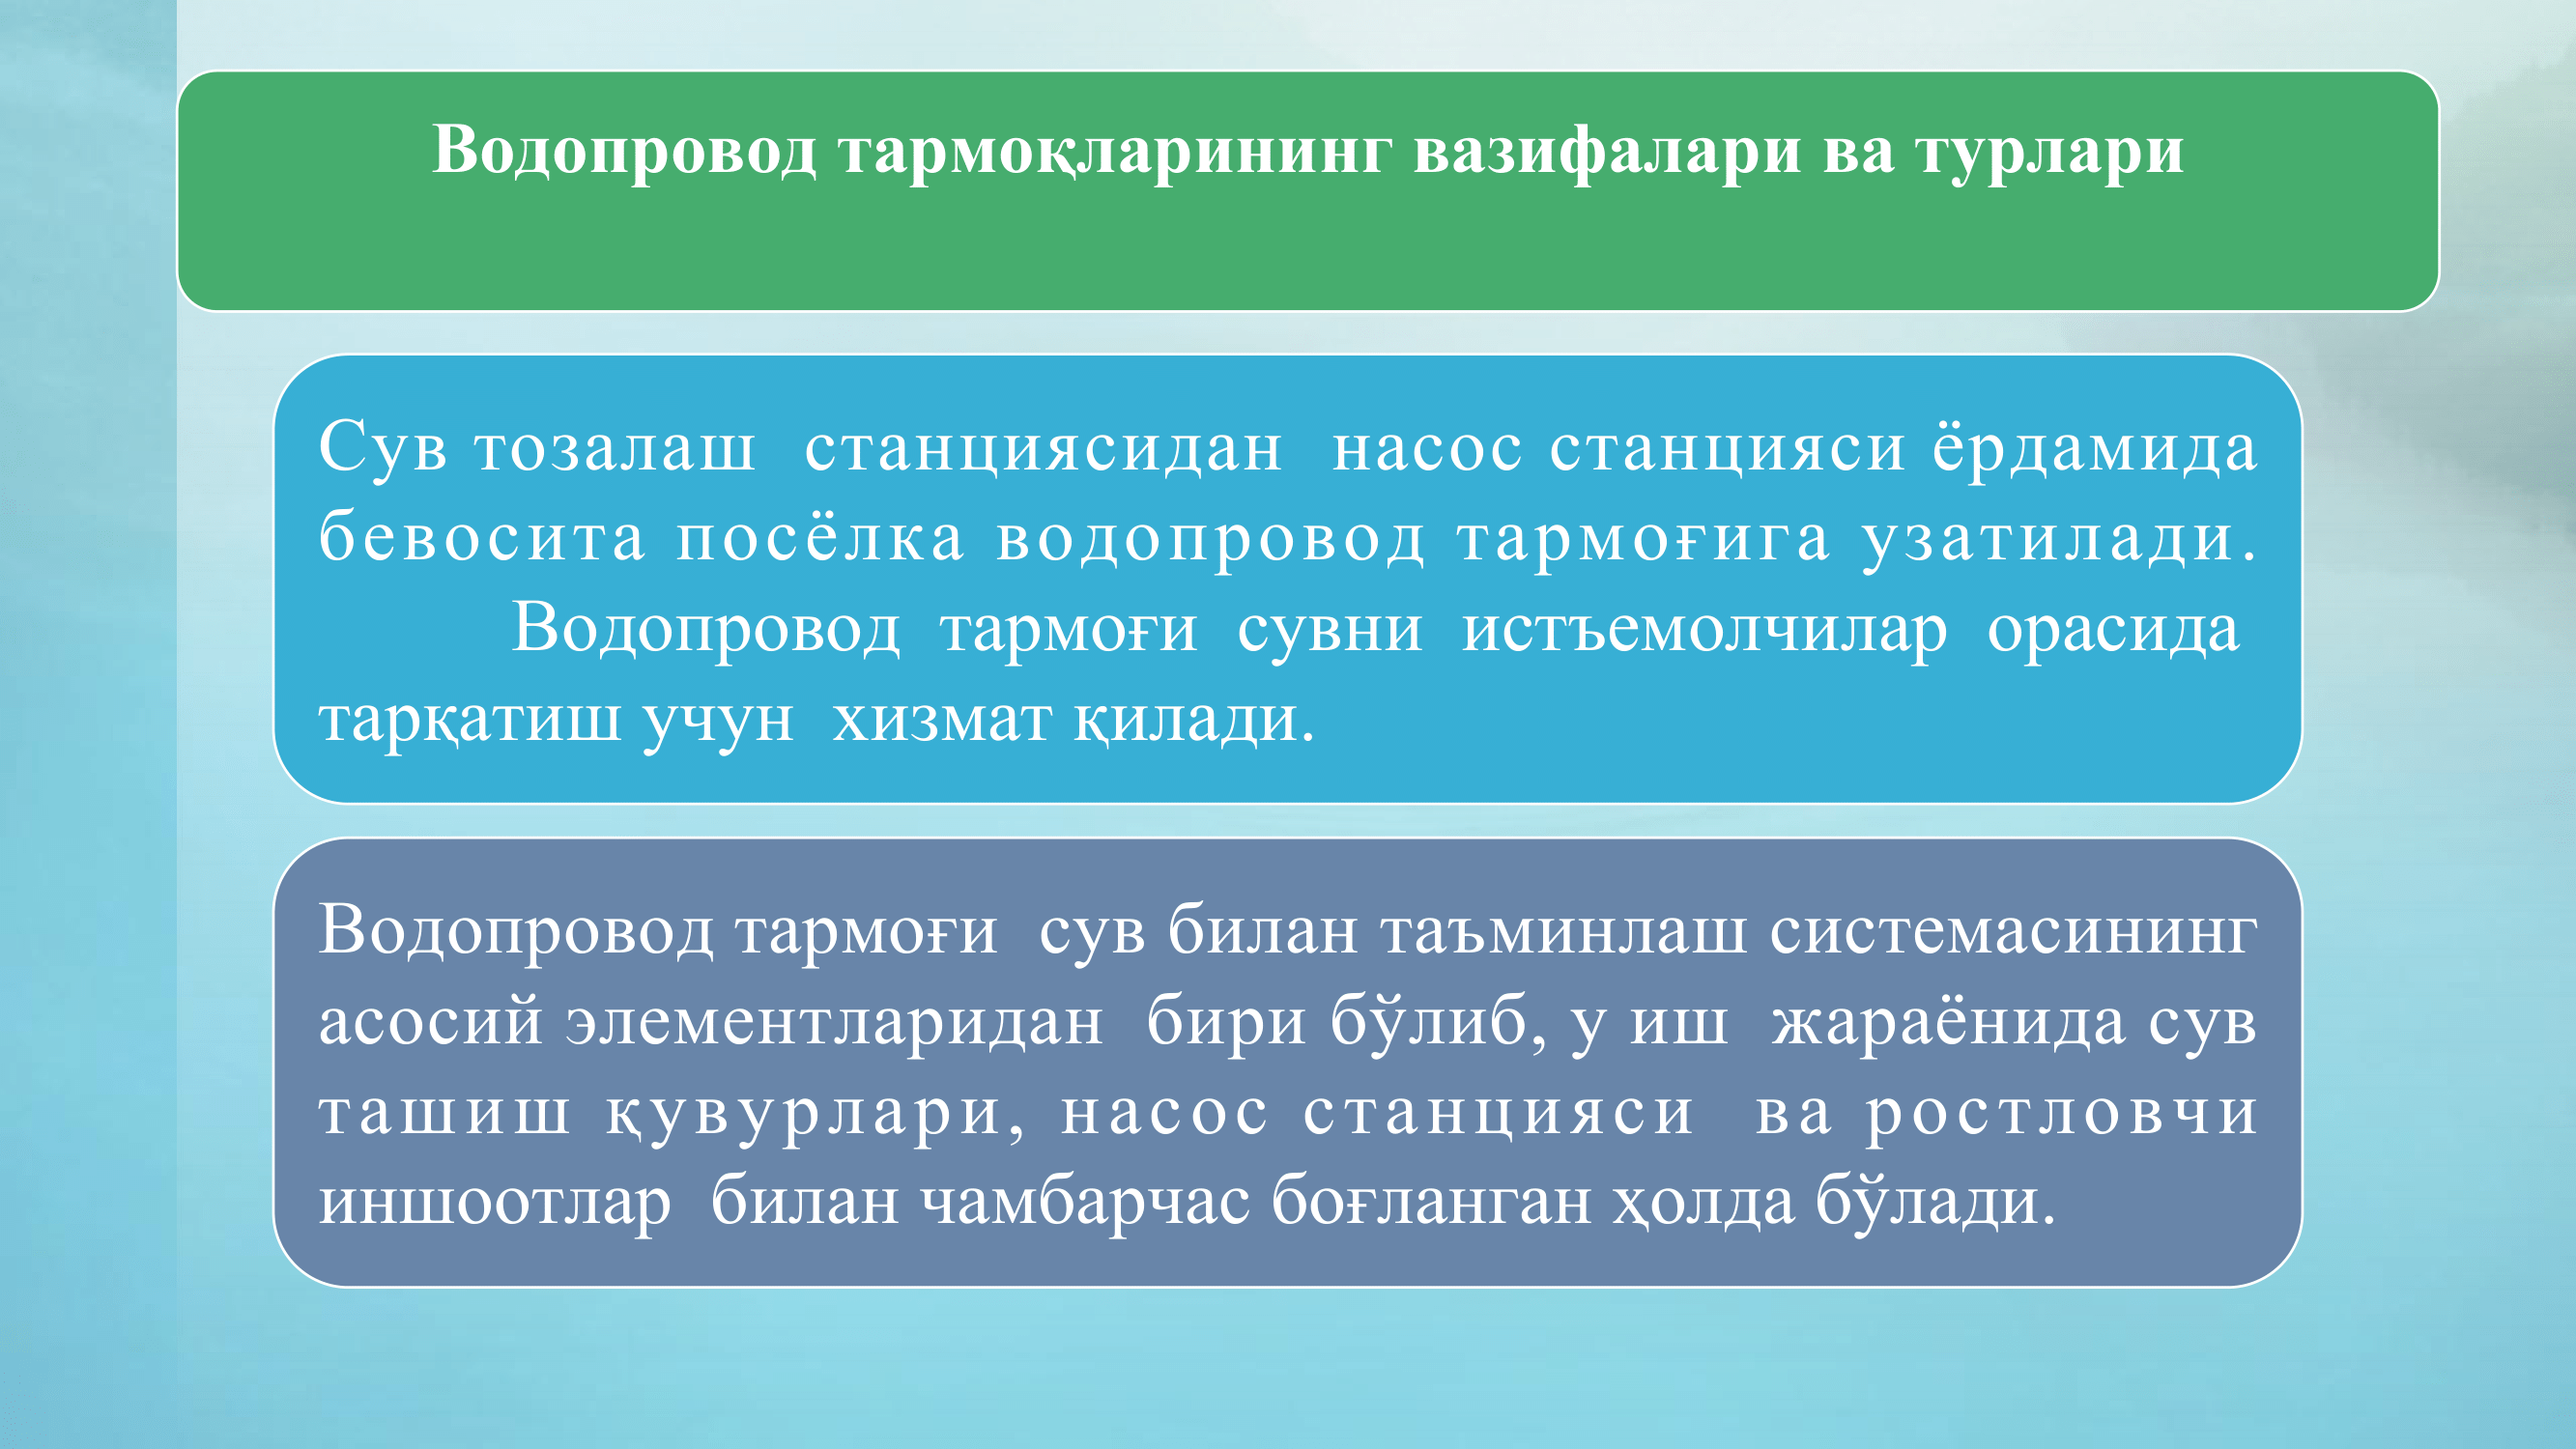 Водопровод тармоқларининг вазифалари ва турлари
Сув тозалаш станциясидан насос станцияси ёрдамида
бевосита посёлка водопровод тармоғига узатилади.
Водопровод тармоғи сувни истъемолчилар орасида
тарқатиш учун хизмат қилади.
Водопровод тармоғи сув билан таъминлаш системасининг
асосий элементларидан бири бўлиб, у иш жараёнида сув
ташиш қувурлари, насос станцияси ва ростловчи
иншоотлар билан чамбарчас боғланган ҳолда бўлади.